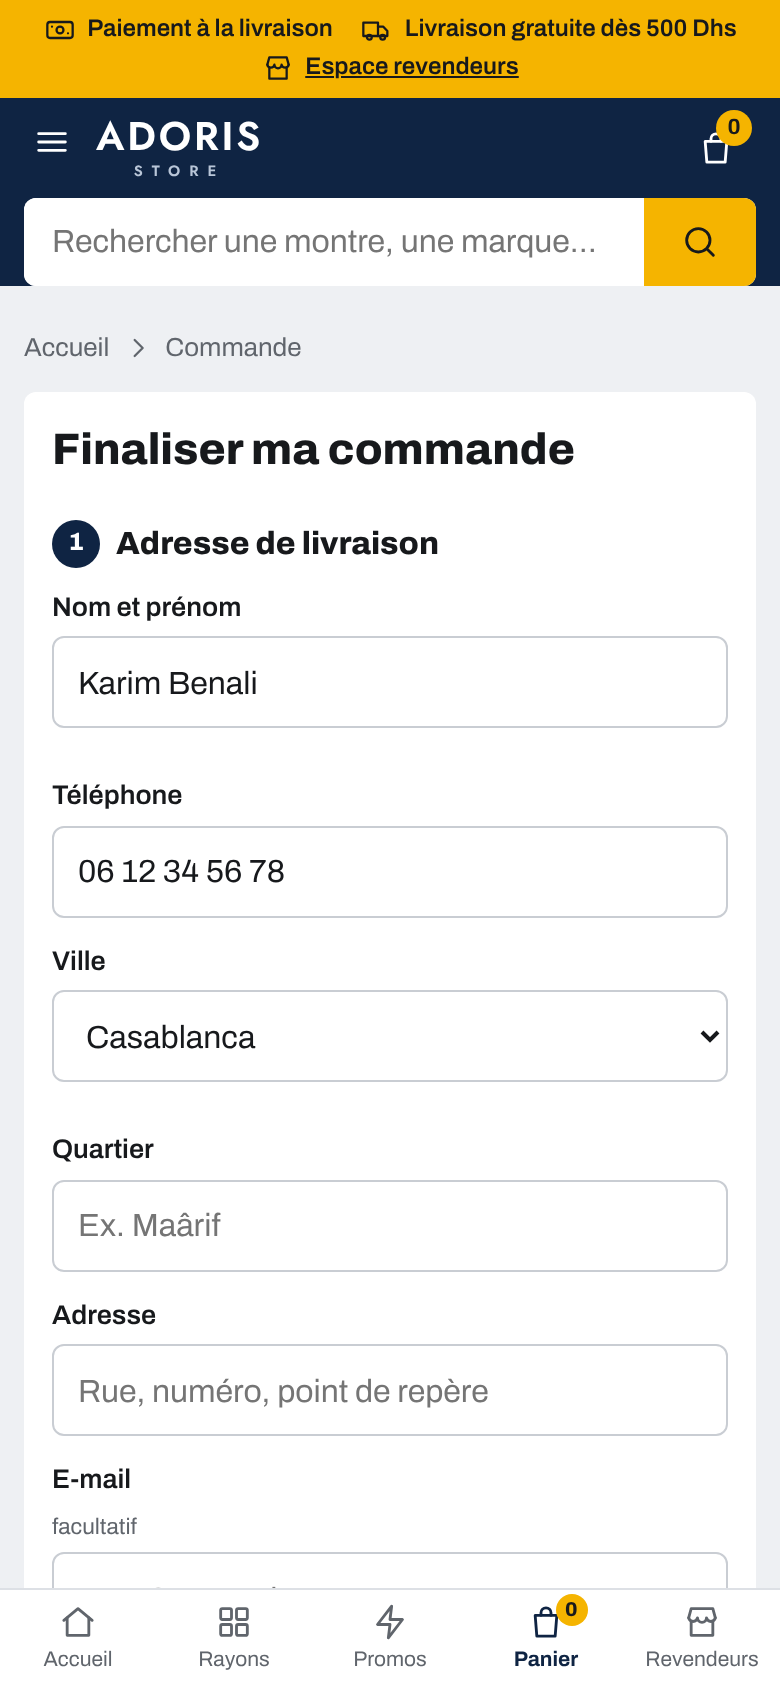 Paiement à la livraison Livraison gratuite dès 500 Dhs
Espace revendeurs
ADORIS
STORE
0
Rechercher une montre, une marque...
Accueil > Commande
Finaliser ma commande
1 Adresse de livraison
Nom et prénom
Karim Benali
Téléphone
06 12 34 56 78
Ville
Casablanca
Quartier
Ex. Maârif
Adresse
Rue, numéro, point de repère
E-mail
facultatif
0
Accueil Rayons Promos Panier Revendeurs